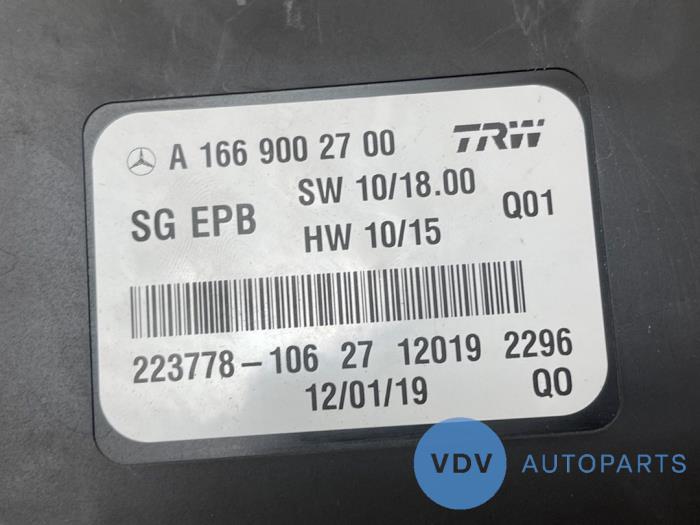 A 166 900 27 00 TRW
SW 10/18.00
SG EPB Q01
HW 10/15
223778-106 27 12019 2296
12/01/19 Q0
VDV AUTOPARTS